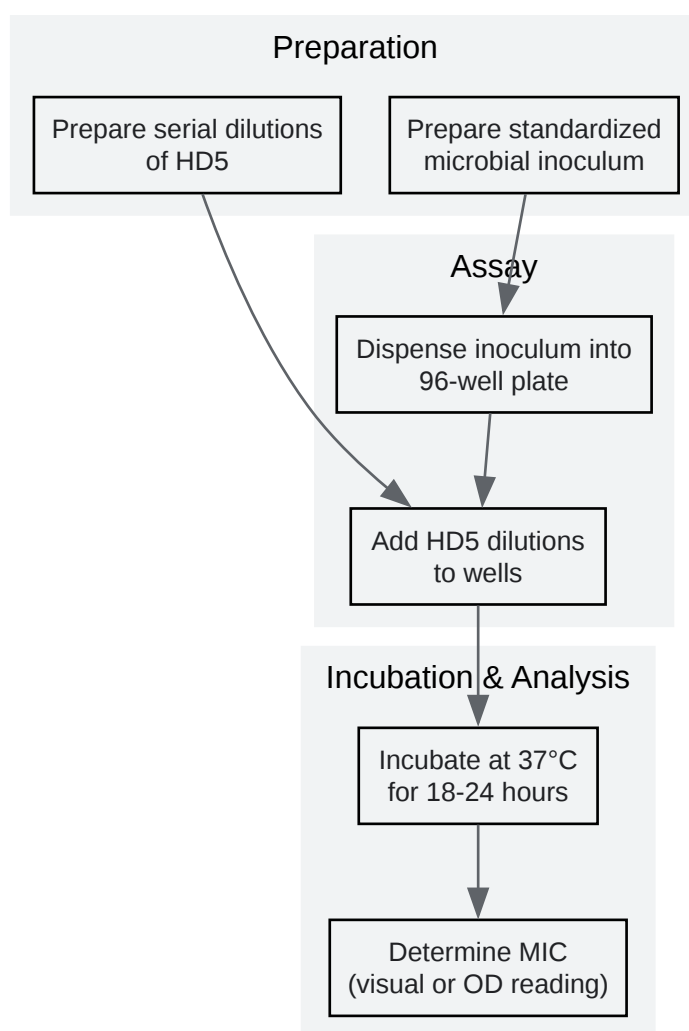 Preparation
Prepare serial dilutions
of HD5
Prepare standardized
microbial inoculum
Assay
Dispense inoculum into
96-well plate
Add HD5 dilutions
to wells
Incubation & Analysis
Incubate at 37°C
for 18-24 hours
Determine MIC
(visual or OD reading)